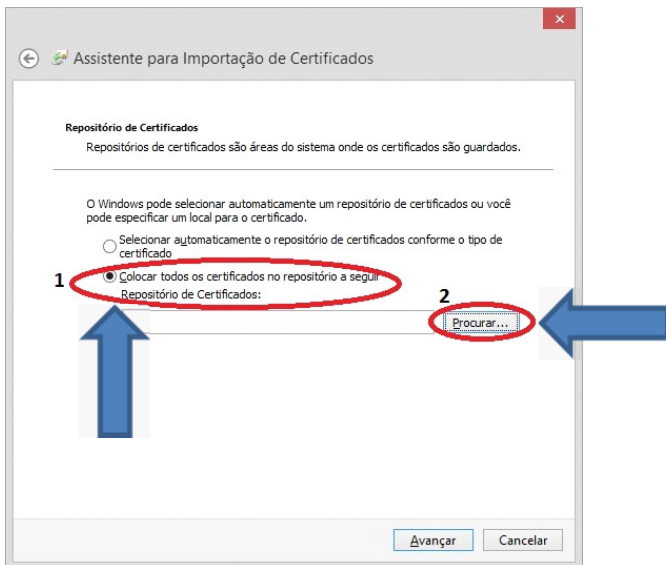 Assistente para Importação de Certificados
Repositório de Certificados
Repositórios de certificados são áreas do sistema onde os certificados são guardados.
O Windows pode selecionar automaticamente um repositório de certificados ou você
pode especificar um local para o certificado.
Selecionar automaticamente o repositório de certificados conforme o tipo de
certificado
1
Colocar todos os certificados no repositório a seguir
Repositório de Certificados:
2
Procurar...
Avançar
Cancelar